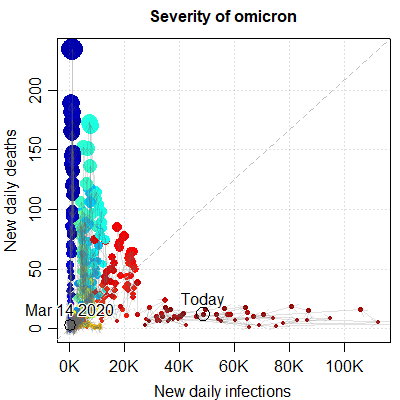 Severity of omicron
New daily deaths
200
150
100
50
0
Mar 14 2020
Today
0K 20K 40K 60K 80K 100K
New daily infections